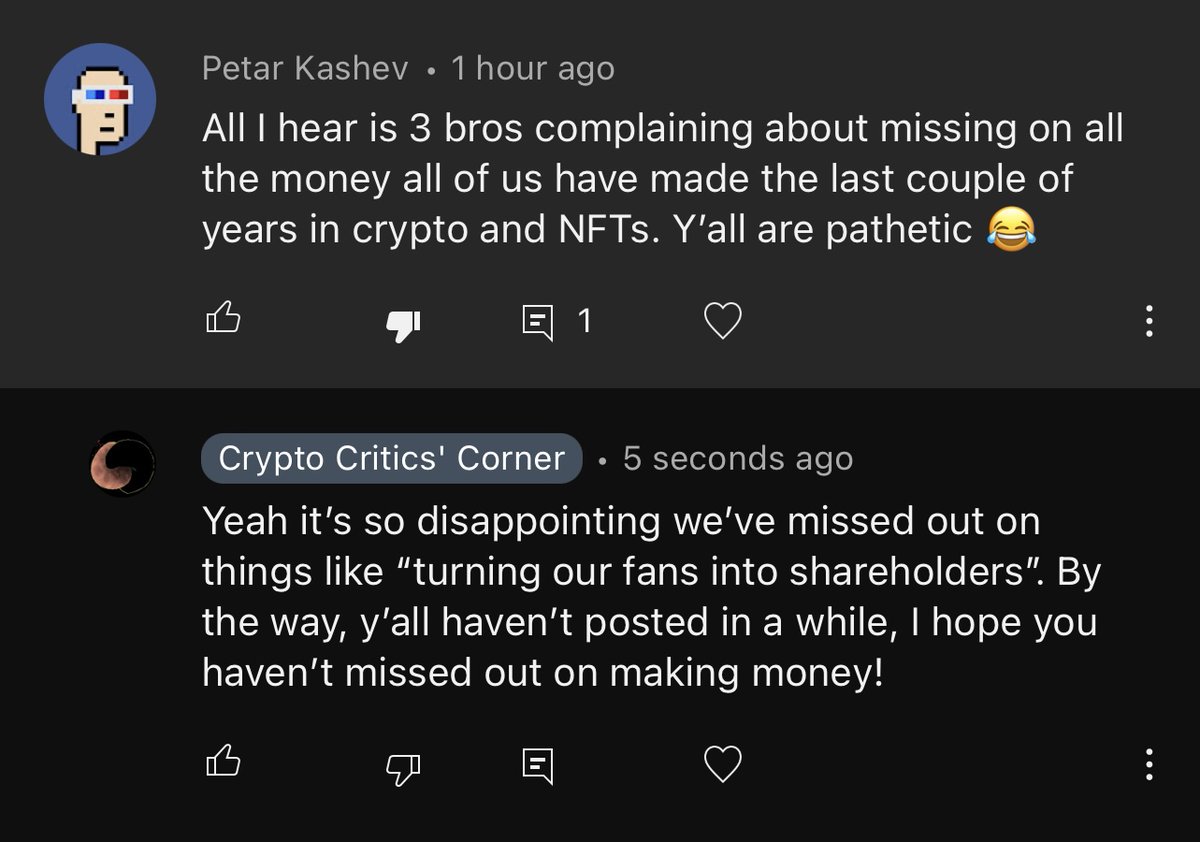 Petar Kashev • 1 hour ago
All I hear is 3 bros complaining about missing on all
the money all of us have made the last couple of
years in crypto and NFTs. Y’all are pathetic 😂
1
Crypto Critics' Corner • 5 seconds ago
Yeah it’s so disappointing we’ve missed out on
things like “turning our fans into shareholders”. By
the way, y’all haven’t posted in a while, I hope you
haven’t missed out on making money!